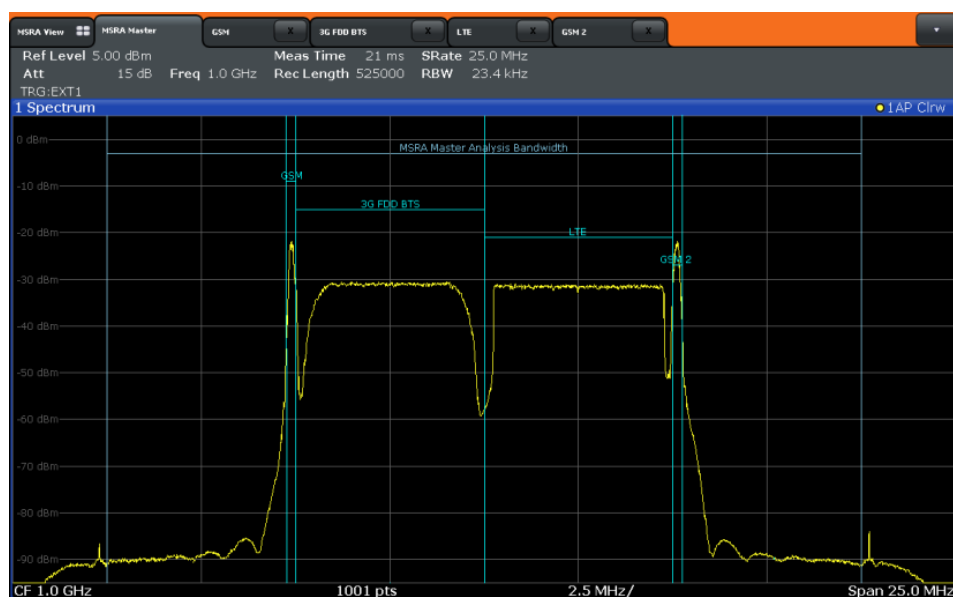 MSRA View MSRA Master GSM X 3G FDD BTS X LTE X GSM 2 X
Ref Level 5.00 dBm Meas Time 21 ms SRate 25.0 MHz
Att 15 dB Freq 1.0 GHz Rec Length 525000 RBW 23.4 kHz
TRG:EXT1
1 Spectrum 1AP Clrw
0 dBm
MSRA Master Analysis Bandwidth
GSM
-10 dBm
3G FDD BTS
-20 dBm
LTE
GSM 2
-30 dBm
-40 dBm
-50 dBm
-60 dBm
-70 dBm
-80 dBm
-90 dBm
CF 1.0 GHz 1001 pts 2.5 MHz/ Span 25.0 MHz